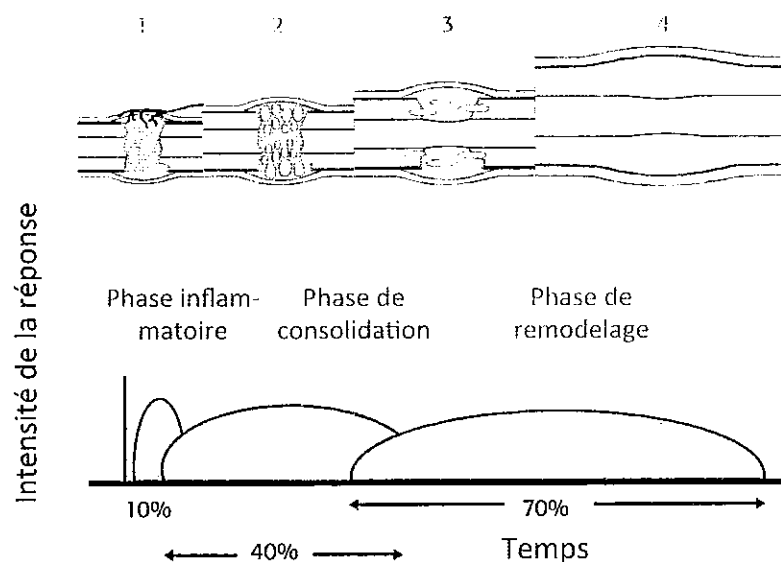 1 2 3 4
Intensité de la réponse
Phase inflam-
matoire
Phase de
consolidation
Phase de
remodelage
10%
70%
40%
Temps